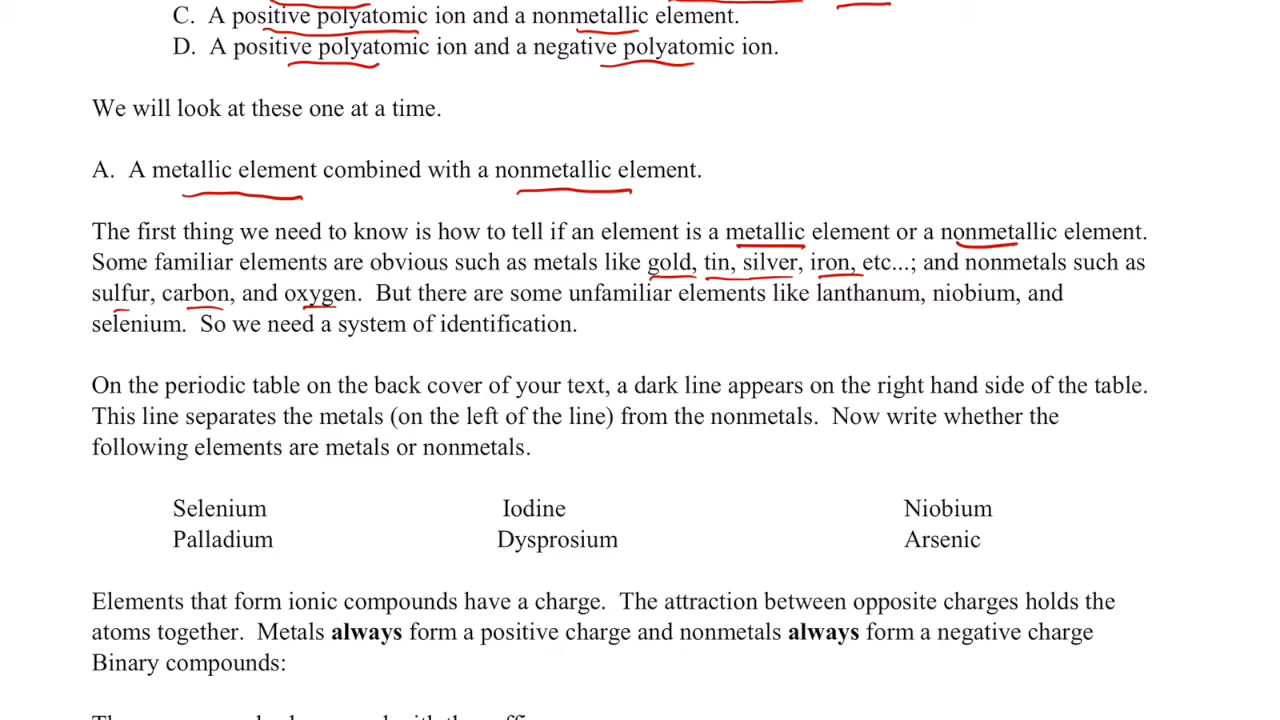 C. A positive polyatomic ion and a nonmetallic element.
D. A positive polyatomic ion and a negative polyatomic ion.
We will look at these one at a time.
A. A metallic element combined with a nonmetallic element.
The first thing we need to know is how to tell if an element is a metallic element or a nonmetallic element.
Some familiar elements are obvious such as metals like gold, tin, silver, iron, etc...; and nonmetals such as
sulfur, carbon, and oxygen. But there are some unfamiliar elements like lanthanum, niobium, and
selenium. So we need a system of identification.
On the periodic table on the back cover of your text, a dark line appears on the right hand side of the table.
This line separates the metals (on the left of the line) from the nonmetals. Now write whether the
following elements are metals or nonmetals.
Selenium Iodine Niobium
Palladium Dysprosium Arsenic
Elements that form ionic compounds have a charge. The attraction between opposite charges holds the
atoms together. Metals always form a positive charge and nonmetals always form a negative charge
Binary compounds: